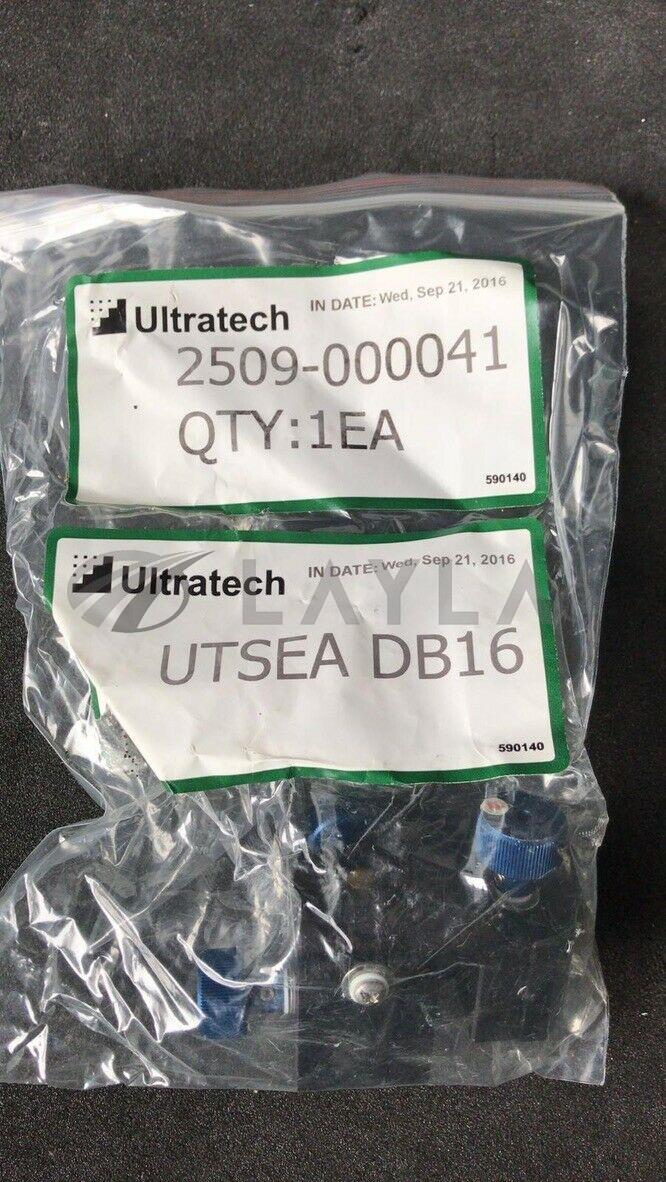 Ultratech IN DATE: Wed, Sep 21, 2016
2509-000041
QTY:1EA
590140
Ultratech IN DATE: Wed, Sep 21, 2016
LAYLA
UTSEA DB16
590140